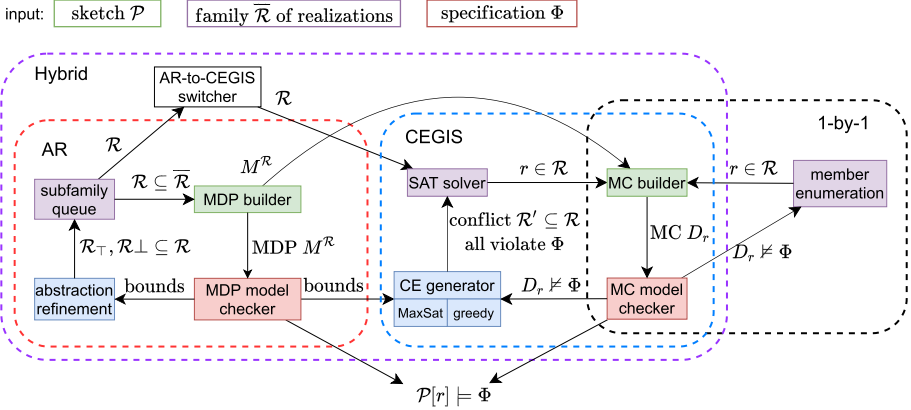 input:
sketch 𝒫
family ℛ̅ of realizations
specification Φ
Hybrid
AR-to-CEGIS
switcher
ℛ
ℛ
AR
CEGIS
1-by-1
subfamily
queue
ℛ ⊆ ℛ̅
M^ℛ
MDP builder
SAT solver
r ∈ ℛ
MC builder
r ∈ ℛ
member
enumeration
ℛ⊤, ℛ⊥ ⊆ ℛ
MDP M^ℛ
conflict ℛ′ ⊆ ℛ
all violate Φ
MC D_r
D_r ⊭ Φ
abstraction
refinement
bounds
MDP model
checker
bounds
CE generator
MaxSat
greedy
D_r ⊭ Φ
MC model
checker
𝒫[r] ⊨ Φ